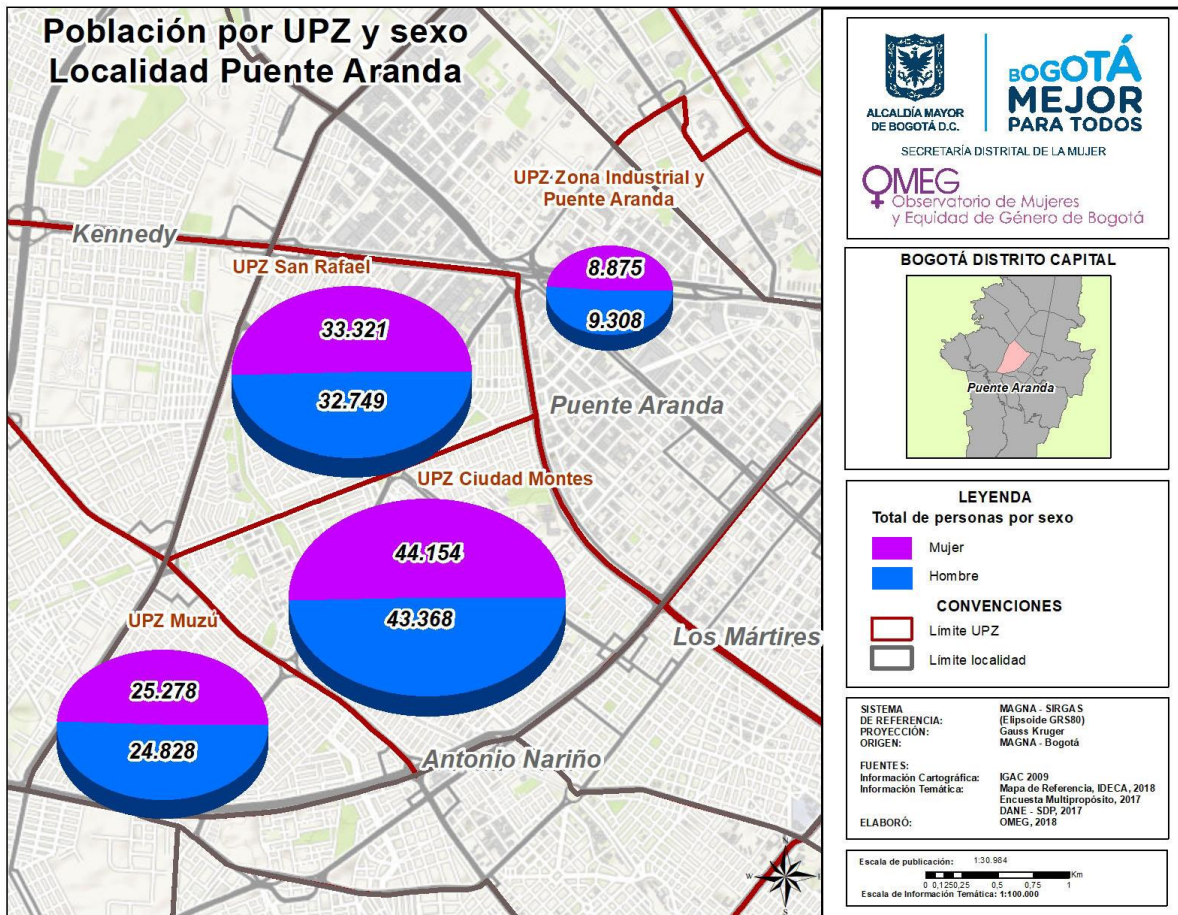 Población por UPZ y sexo
Localidad Puente Aranda
UPZ Zona Industrial y
Puente Aranda
Kennedy
UPZ San Rafael
8.875
9.308
33.321
32.749
Puente Aranda
UPZ Ciudad Montes
44.154
43.368
UPZ Muzú
Los Mártires
25.278
24.828
Antonio Nariño
N
W
E
S
ALCALDÍA MAYOR
DE BOGOTÁ D.C.
BOGOTÁ
MEJOR
PARA TODOS
SECRETARÍA DISTRITAL DE LA MUJER
OMEG
Observatorio de Mujeres
y Equidad de Género de Bogotá
BOGOTÁ DISTRITO CAPITAL
Puente Aranda
LEYENDA
Total de personas por sexo
Mujer
Hombre
CONVENCIONES
Límite UPZ
Límite localidad
SISTEMA DE REFERENCIA: MAGNA - SIRGAS (Elipsoide GRS80)
PROYECCIÓN: Gauss Kruger
ORIGEN: MAGNA - Bogotá
FUENTES:
Información Cartográfica: IGAC 2009
Información Temática: Mapa de Referencia, IDECA, 2018
Encuesta Multipropósito, 2017
DANE - SDP, 2017
ELABORÓ: OMEG, 2018
Escala de publicación: 1:30.984
Km
0 0,125 0,25 0,5 0,75 1
Escala de Información Temática: 1:100.000